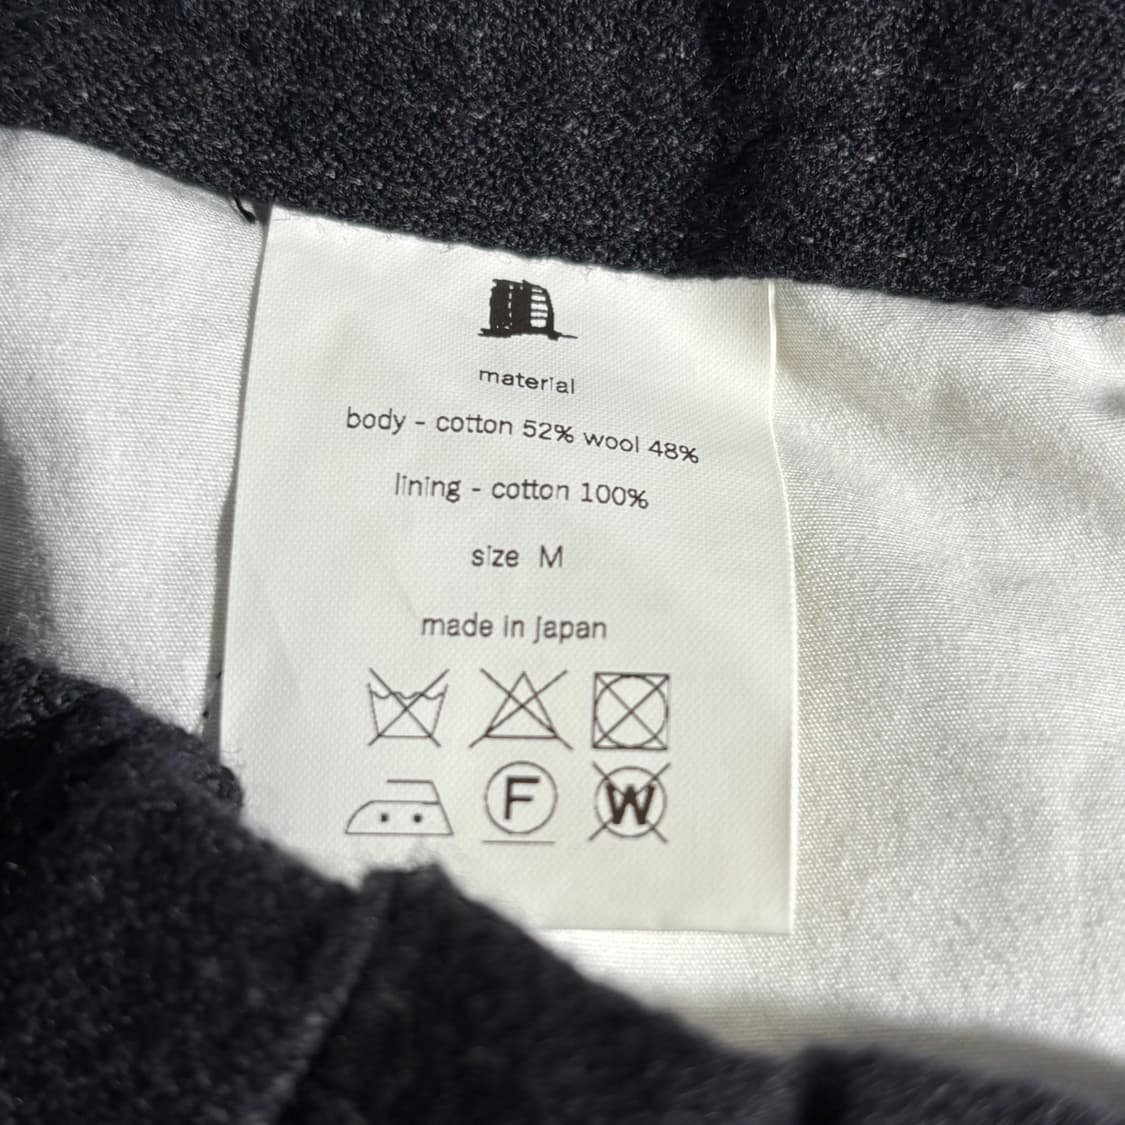 material
body - cotton 52% wool 48%
lining - cotton 100%
size M
made in Japan
F W